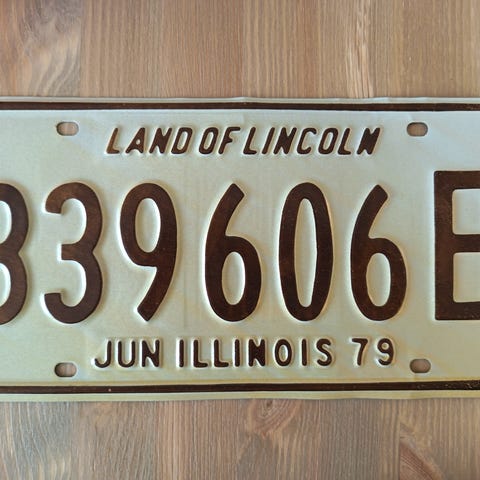 LAND OF LINCOLN
39606
JUN ILLINOIS 79